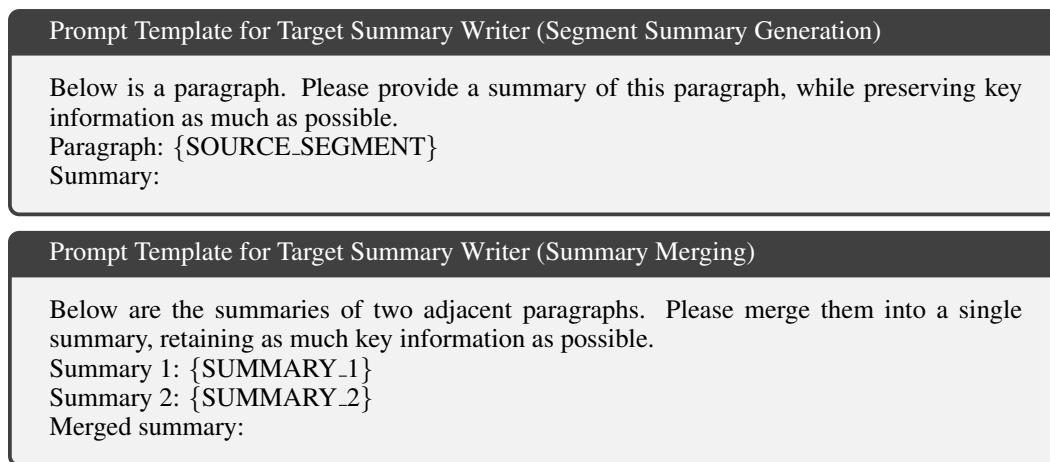 Prompt Template for Target Summary Writer (Segment Summary Generation)
Below is a paragraph. Please provide a summary of this paragraph, while preserving key
information as much as possible.
Paragraph: {SOURCE_SEGMENT}
Summary:
Prompt Template for Target Summary Writer (Summary Merging)
Below are the summaries of two adjacent paragraphs. Please merge them into a single
summary, retaining as much key information as possible.
Summary 1: {SUMMARY_1}
Summary 2: {SUMMARY_2}
Merged summary: